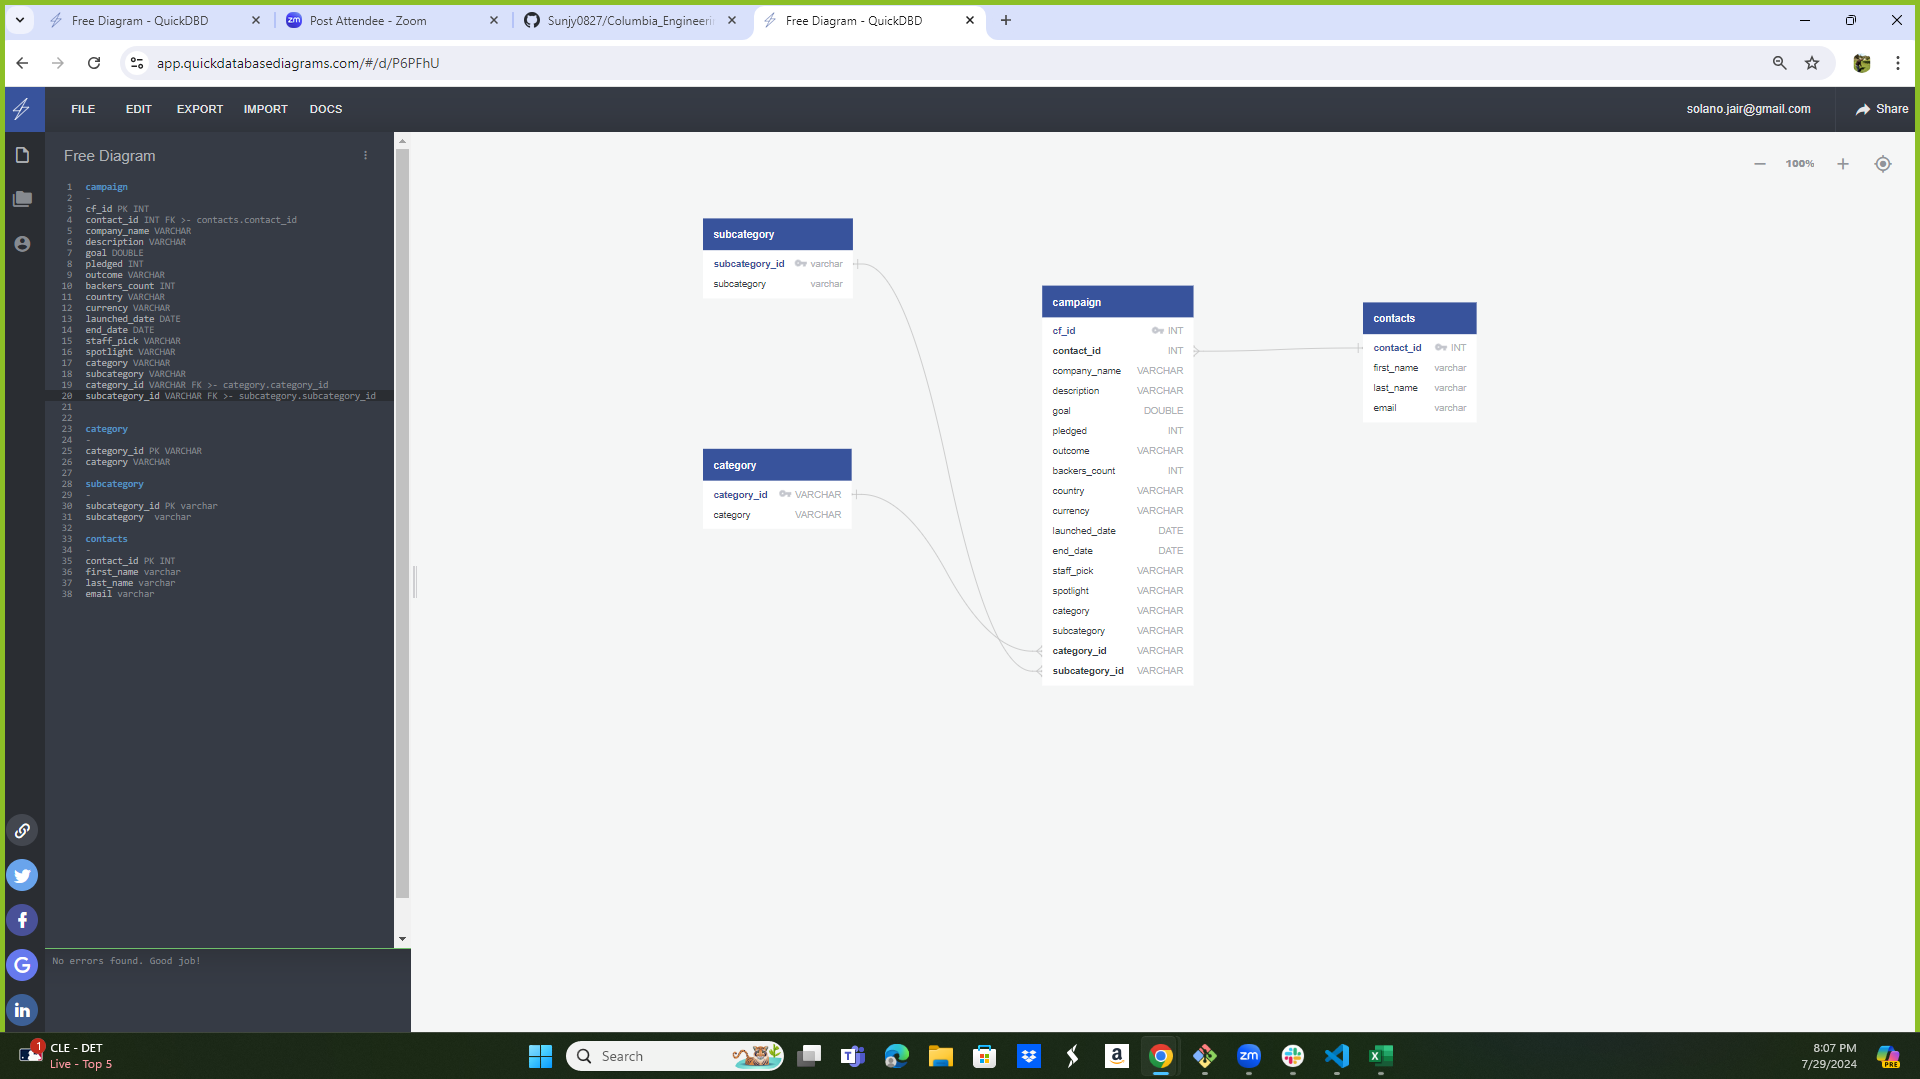 Free Diagram - QuickDBD
Post Attendee - Zoom
Sunjy0827/Columbia_Engineeri
Free Diagram - QuickDBD
app.quickdatabasediagrams.com/#/d/P6PFhU
FILE EDIT EXPORT IMPORT DOCS
solano.jair@gmail.com
Share
Free Diagram
1 campaign
2 -
3 cf_id PK INT
4 contact_id INT FK >- contacts.contact_id
5 company_name VARCHAR
6 description VARCHAR
7 goal DOUBLE
8 pledged INT
9 outcome VARCHAR
10 backers_count INT
11 country VARCHAR
12 currency VARCHAR
13 launched_date DATE
14 end_date DATE
15 staff_pick VARCHAR
16 spotlight VARCHAR
17 category VARCHAR
18 subcategory VARCHAR
19 category_id VARCHAR FK >- category.category_id
20 subcategory_id VARCHAR FK >- subcategory.subcategory_id
21
22
23 category
24 -
25 category_id PK VARCHAR
26 category VARCHAR
27
28 subcategory
29 -
30 subcategory_id PK varchar
31 subcategory  varchar
32
33 contacts
34 -
35 contact_id PK INT
36 first_name varchar
37 last_name varchar
38 email varchar
No errors found. Good job!
100%
subcategory
subcategory_id varchar
subcategory varchar
category
category_id VARCHAR
category VARCHAR
campaign
cf_id INT
contact_id INT
company_name VARCHAR
description VARCHAR
goal DOUBLE
pledged INT
outcome VARCHAR
backers_count INT
country VARCHAR
currency VARCHAR
launched_date DATE
end_date DATE
staff_pick VARCHAR
spotlight VARCHAR
category VARCHAR
subcategory VARCHAR
category_id VARCHAR
subcategory_id VARCHAR
contacts
contact_id INT
first_name varchar
last_name varchar
email varchar
1
CLE - DET
Live - Top 5
Search
8:07 PM
7/29/2024